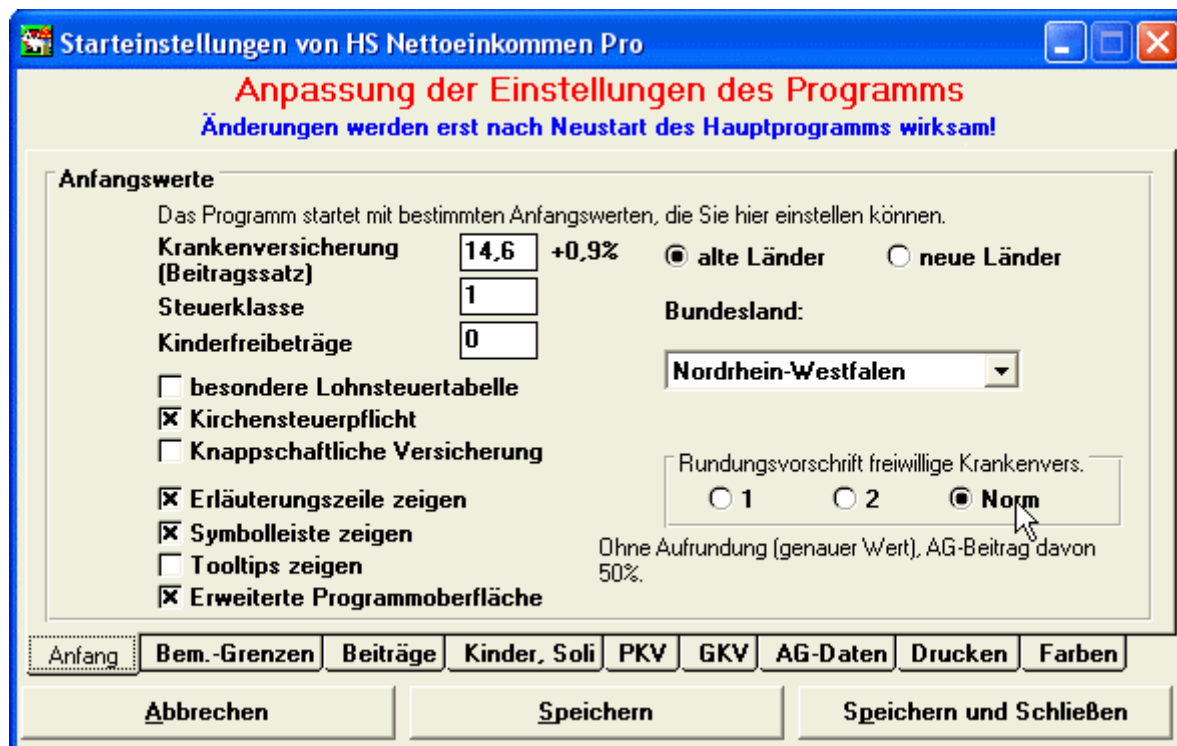 Starteinstellungen von HS Nettoeinkommen Pro
Anpassung der Einstellungen des Programms
Änderungen werden erst nach Neustart des Hauptprogramms wirksam!
Anfangswerte
Das Programm startet mit bestimmten Anfangswerten, die Sie hier einstellen können.
Krankenversicherung 14,6 +0,9% alte Länder neue Länder
(Beitragssatz)
Steuerklasse 1
Bundesland:
Kinderfreibeträge 0
Nordrhein-Westfalen
besondere Lohnsteuertabelle
Kirchensteuerpflicht
Knappschaftliche Versicherung
Rundungsvorschrift freiwillige Krankenvers.
1 2 Norm
Erläuterungszeile zeigen
Symbolleiste zeigen
Ohne Aufrundung (genauer Wert), AG-Beitrag davon
50%.
Tooltips zeigen
Erweiterte Programmoberfläche
Anfang Bem.-Grenzen Beiträge Kinder, Soli PKV GKV AG-Daten Drucken Farben
Abbrechen Speichern Speichern und Schließen